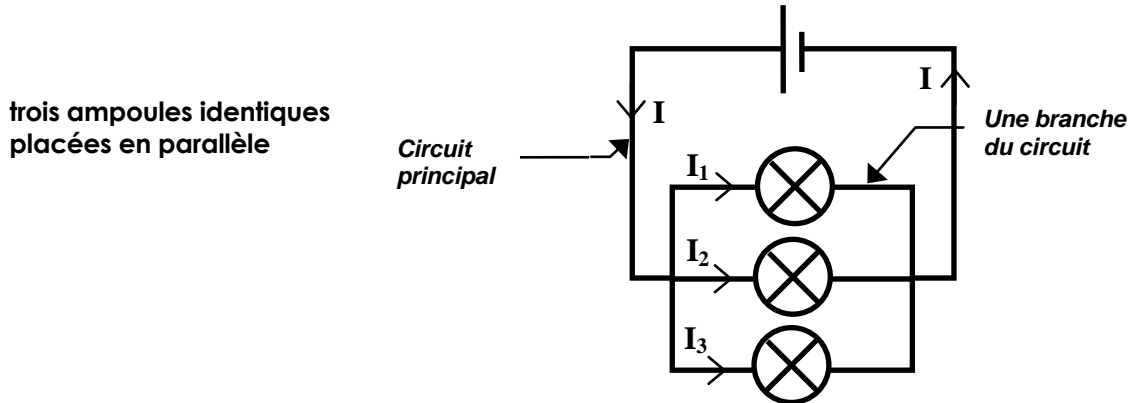 trois ampoules identiques
placées en parallèle
Circuit
principal
I
I
Une branche
du circuit
I₁
I₂
I₃